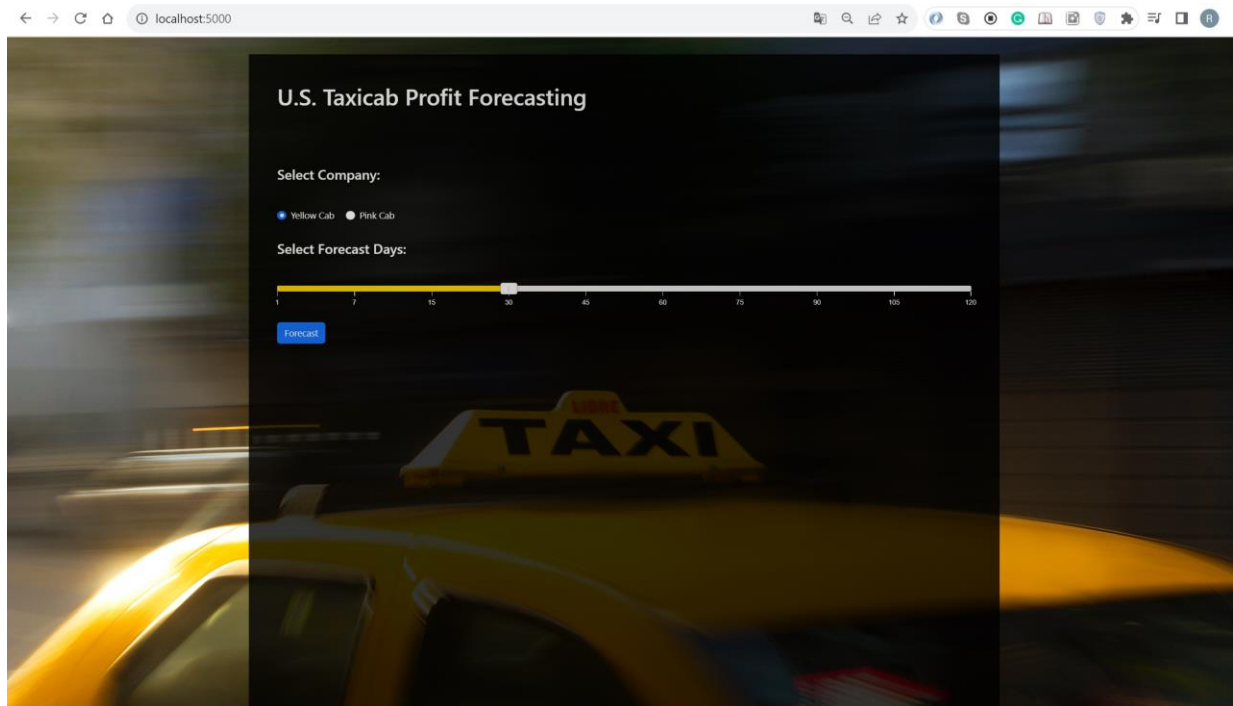 localhost:5000
R
U.S. Taxicab Profit Forecasting
Select Company:
Yellow Cab Pink Cab
Select Forecast Days:
1 7 15 30 45 60 75 90 105 120
Forecast
LIBRE
TAXI